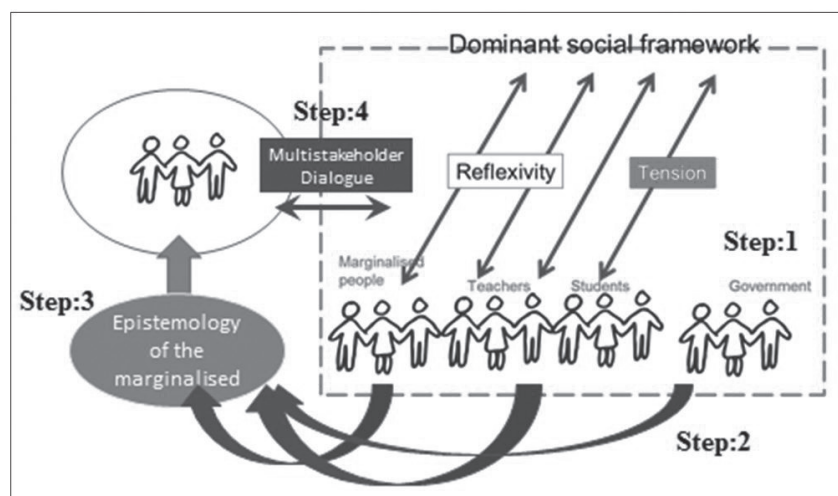 Dominant social framework
Step:4
Multistakeholder
Dialogue
Reflexivity
Tension
Step:1
Marginalised
people
Teachers
Students
Government
Step:3
Epistemology
of the
marginalised
Step:2